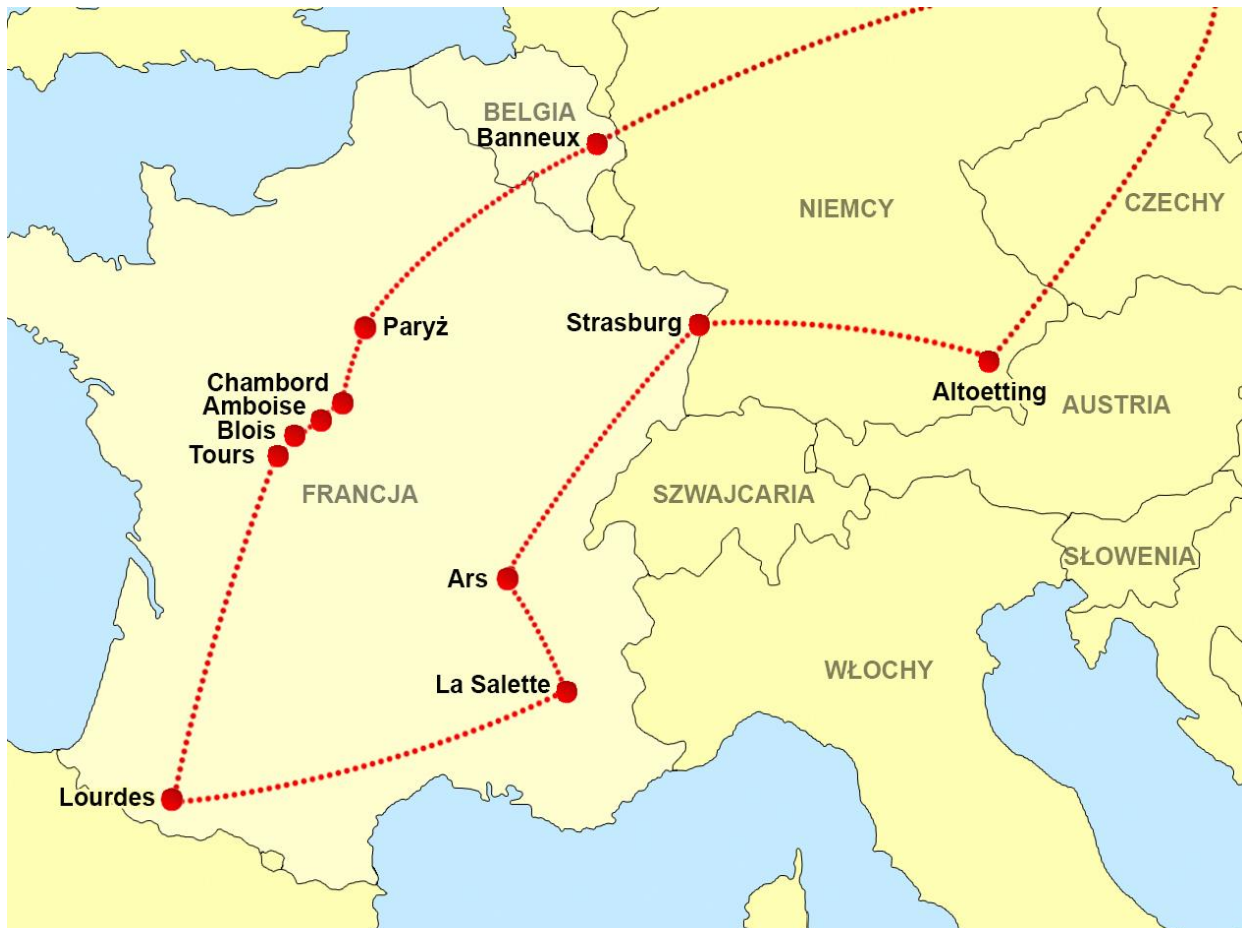 BELGIA
Banneux
NIEMCY
CZECHY
Paryż
Strasburg
Chambord
Amboise
Blois
Tours
Altoetting
AUSTRIA
FRANCJA
SZWAJCARIA
SŁOWENIA
Ars
WŁOCHY
La Salette
Lourdes